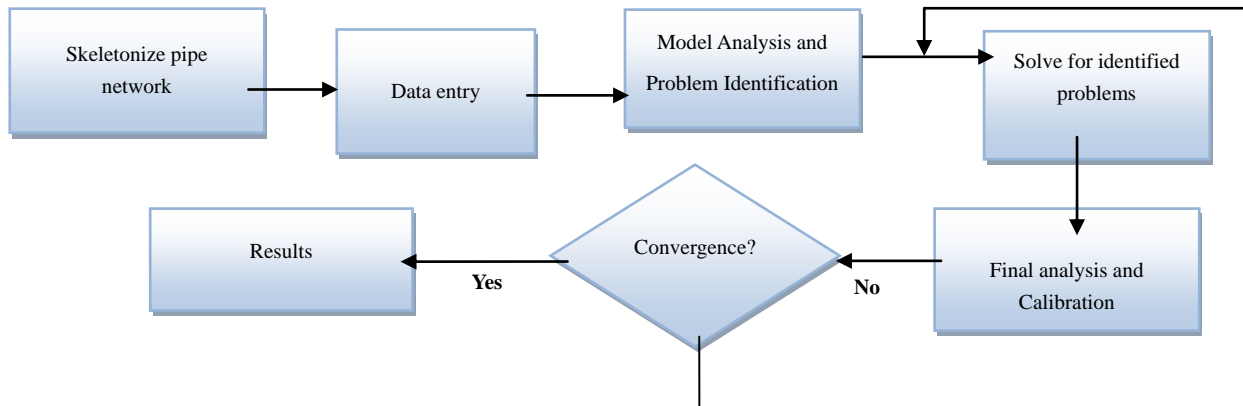 Skeletonize pipe
network
Data entry
Model Analysis and
Problem Identification
Solve for identified
problems
Final analysis and
Calibration
No
Convergence?
Yes
Results